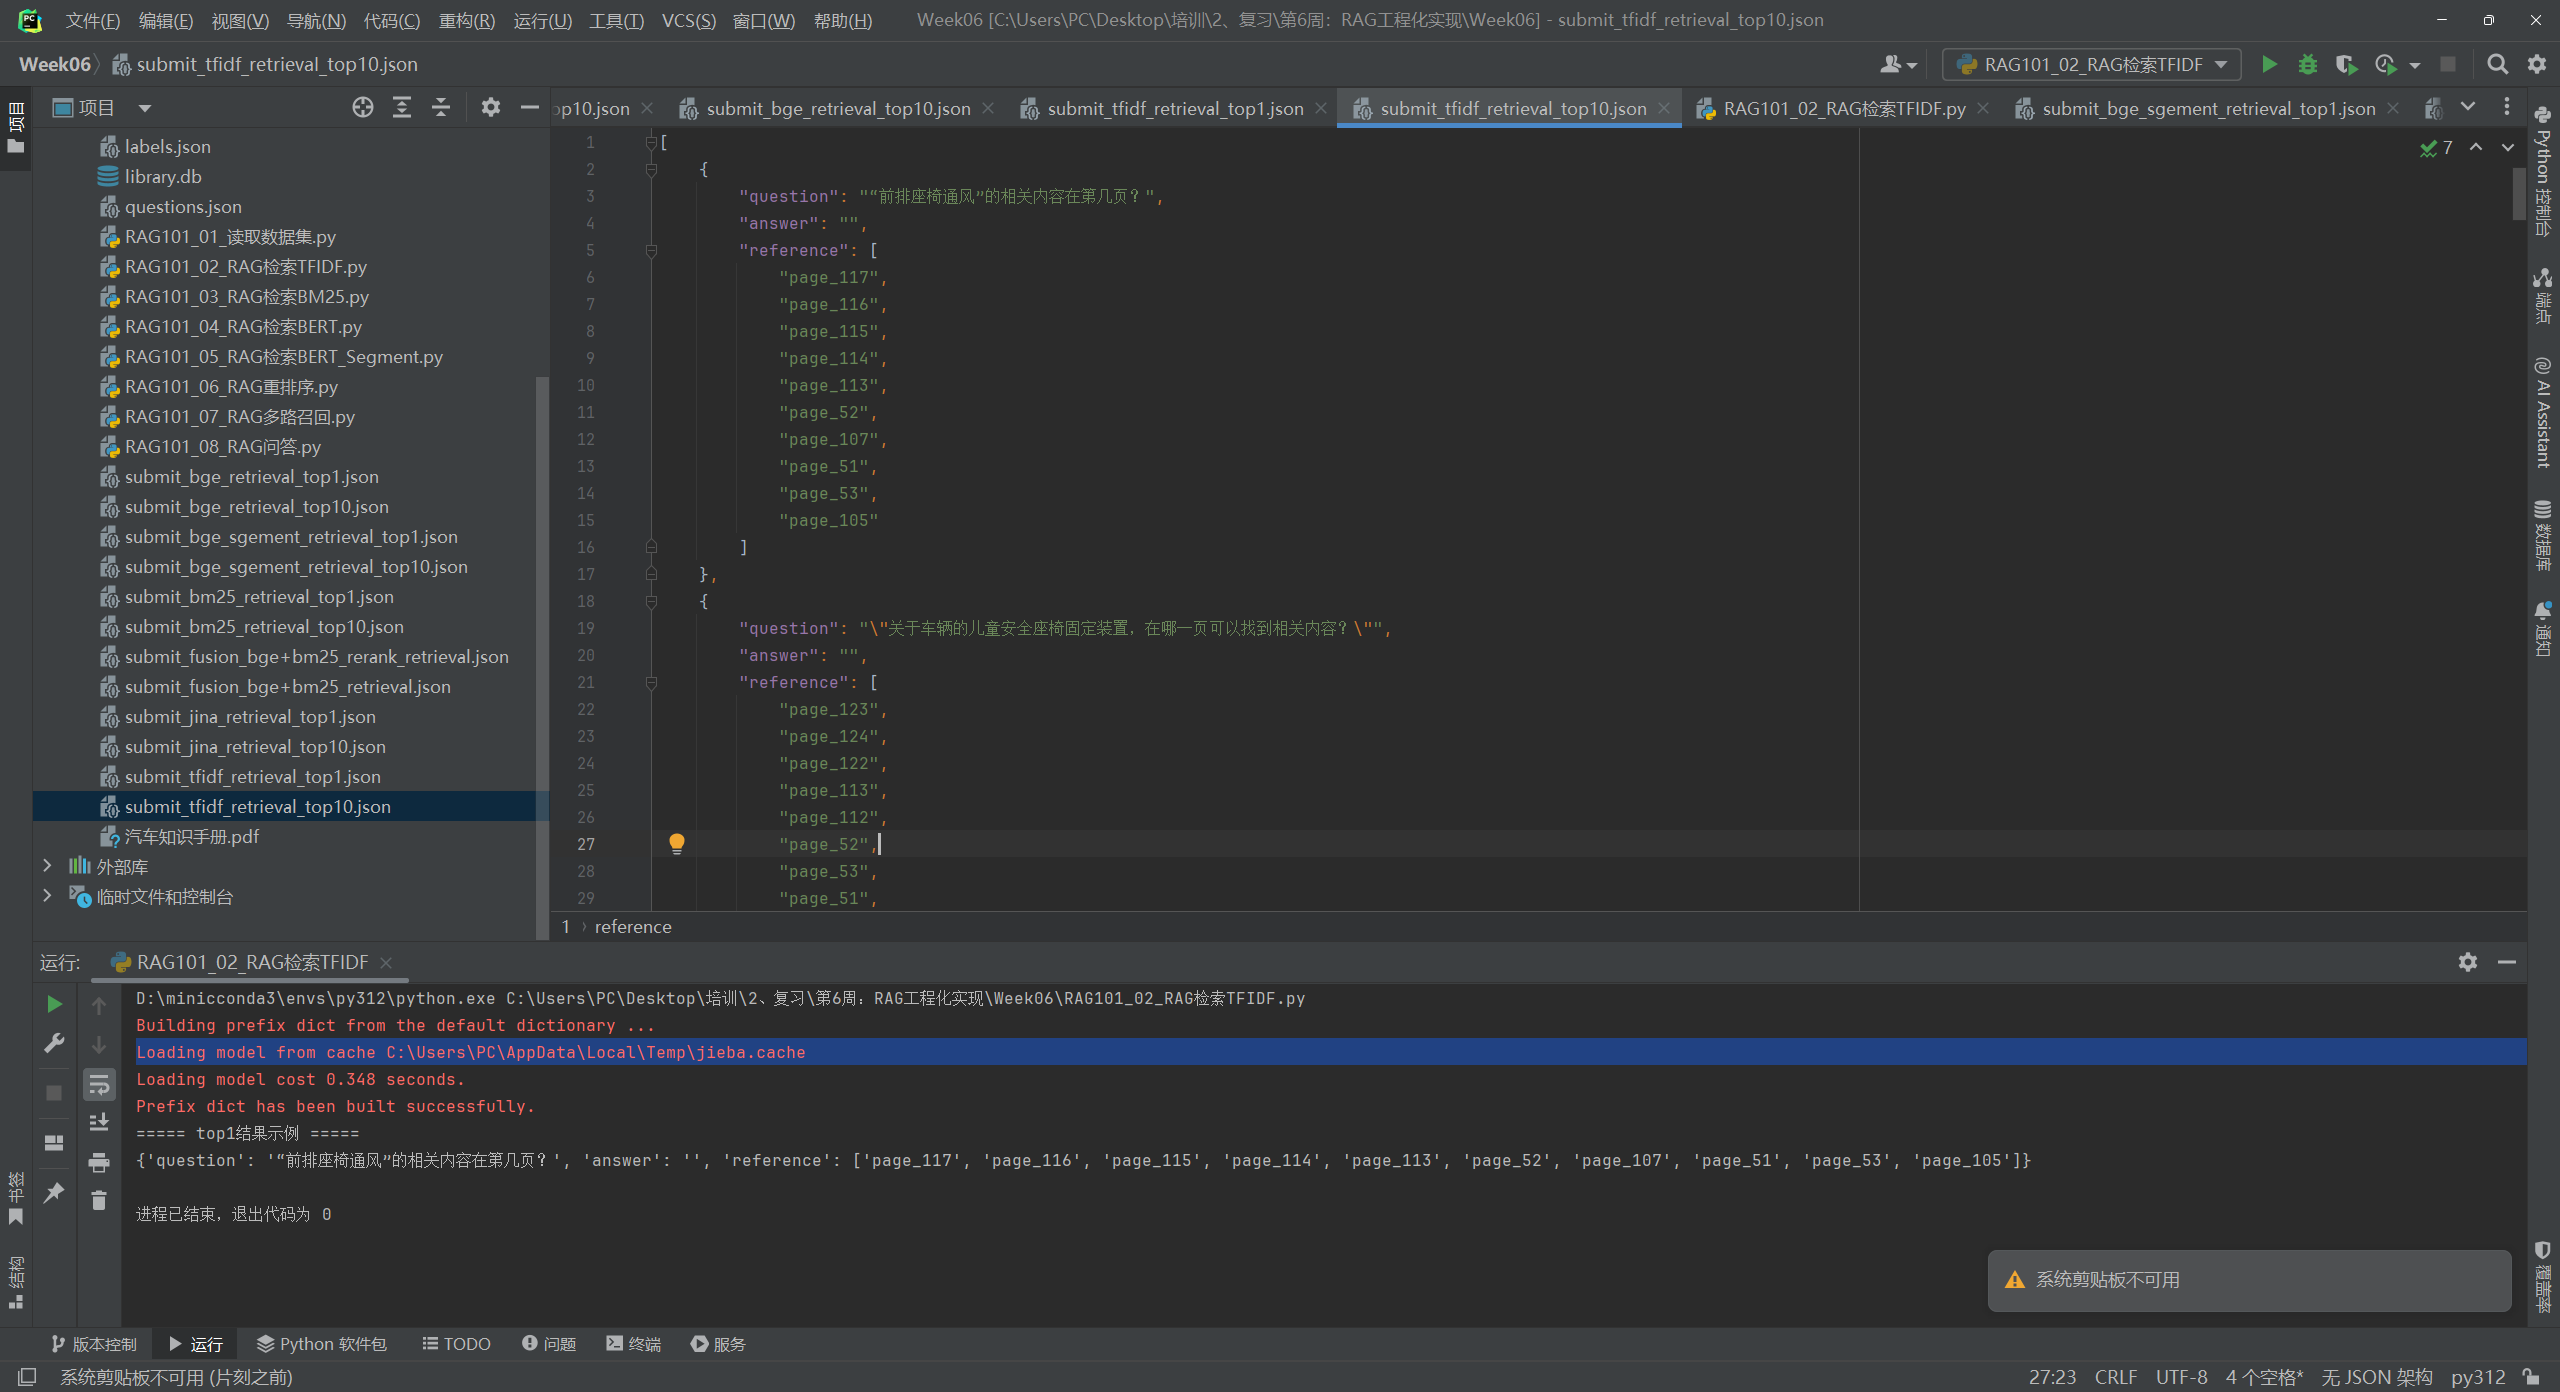 文件(F) 编辑(E) 视图(V) 导航(N) 代码(C) 重构(R) 运行(U) 工具(T) VCS(S) 窗口(W) 帮助(H) Week06 [C:\Users\PC\Desktop\培训\2、复习\第6周：RAG工程化实现\Week06] - submit_tfidf_retrieval_top10.json
Week06 submit_tfidf_retrieval_top10.json RAG101_02_RAG检索TFIDF
项目 op10.json submit_bge_retrieval_top10.json submit_tfidf_retrieval_top1.json submit_tfidf_retrieval_top10.json RAG101_02_RAG检索TFIDF.py submit_bge_sgement_retrieval_top1.json
项目
labels.json
library.db
questions.json
RAG101_01_读取数据集.py
RAG101_02_RAG检索TFIDF.py
RAG101_03_RAG检索BM25.py
RAG101_04_RAG检索BERT.py
RAG101_05_RAG检索BERT_Segment.py
RAG101_06_RAG重排序.py
RAG101_07_RAG多路召回.py
RAG101_08_RAG问答.py
submit_bge_retrieval_top1.json
submit_bge_retrieval_top10.json
submit_bge_sgement_retrieval_top1.json
submit_bge_sgement_retrieval_top10.json
submit_bm25_retrieval_top1.json
submit_bm25_retrieval_top10.json
submit_fusion_bge+bm25_rerank_retrieval.json
submit_fusion_bge+bm25_retrieval.json
submit_jina_retrieval_top1.json
submit_jina_retrieval_top10.json
submit_tfidf_retrieval_top1.json
submit_tfidf_retrieval_top10.json
汽车知识手册.pdf
外部库
临时文件和控制台
1 [
2 {
3 "question": "“前排座椅通风”的相关内容在第几页？",
4 "answer": "",
5 "reference": [
6 "page_117",
7 "page_116",
8 "page_115",
9 "page_114",
10 "page_113",
11 "page_52",
12 "page_107",
13 "page_51",
14 "page_53",
15 "page_105"
16 ]
17 },
18 {
19 "question": "\"关于车辆的儿童安全座椅固定装置，在哪一页可以找到相关内容？\"",
20 "answer": "",
21 "reference": [
22 "page_123",
23 "page_124",
24 "page_122",
25 "page_113",
26 "page_112",
27 "page_52",
28 "page_53",
29 "page_51",
7
1 › reference
Python 控制台
端点
AI Assistant
数据库
通知
覆盖率
书签
结构
运行: RAG101_02_RAG检索TFIDF
D:\minicconda3\envs\py312\python.exe C:\Users\PC\Desktop\培训\2、复习\第6周：RAG工程化实现\Week06\RAG101_02_RAG检索TFIDF.py
Building prefix dict from the default dictionary ...
Loading model from cache C:\Users\PC\AppData\Local\Temp\jieba.cache
Loading model cost 0.348 seconds.
Prefix dict has been built successfully.
===== top1结果示例 =====
{'question': '“前排座椅通风”的相关内容在第几页？', 'answer': '', 'reference': ['page_117', 'page_116', 'page_115', 'page_114', 'page_113', 'page_52', 'page_107', 'page_51', 'page_53', 'page_105']}
进程已结束，退出代码为 0
系统剪贴板不可用
版本控制 运行 Python 软件包 TODO 问题 终端 服务
系统剪贴板不可用 (片刻之前) 27:23 CRLF UTF-8 4 个空格* 无 JSON 架构 py312